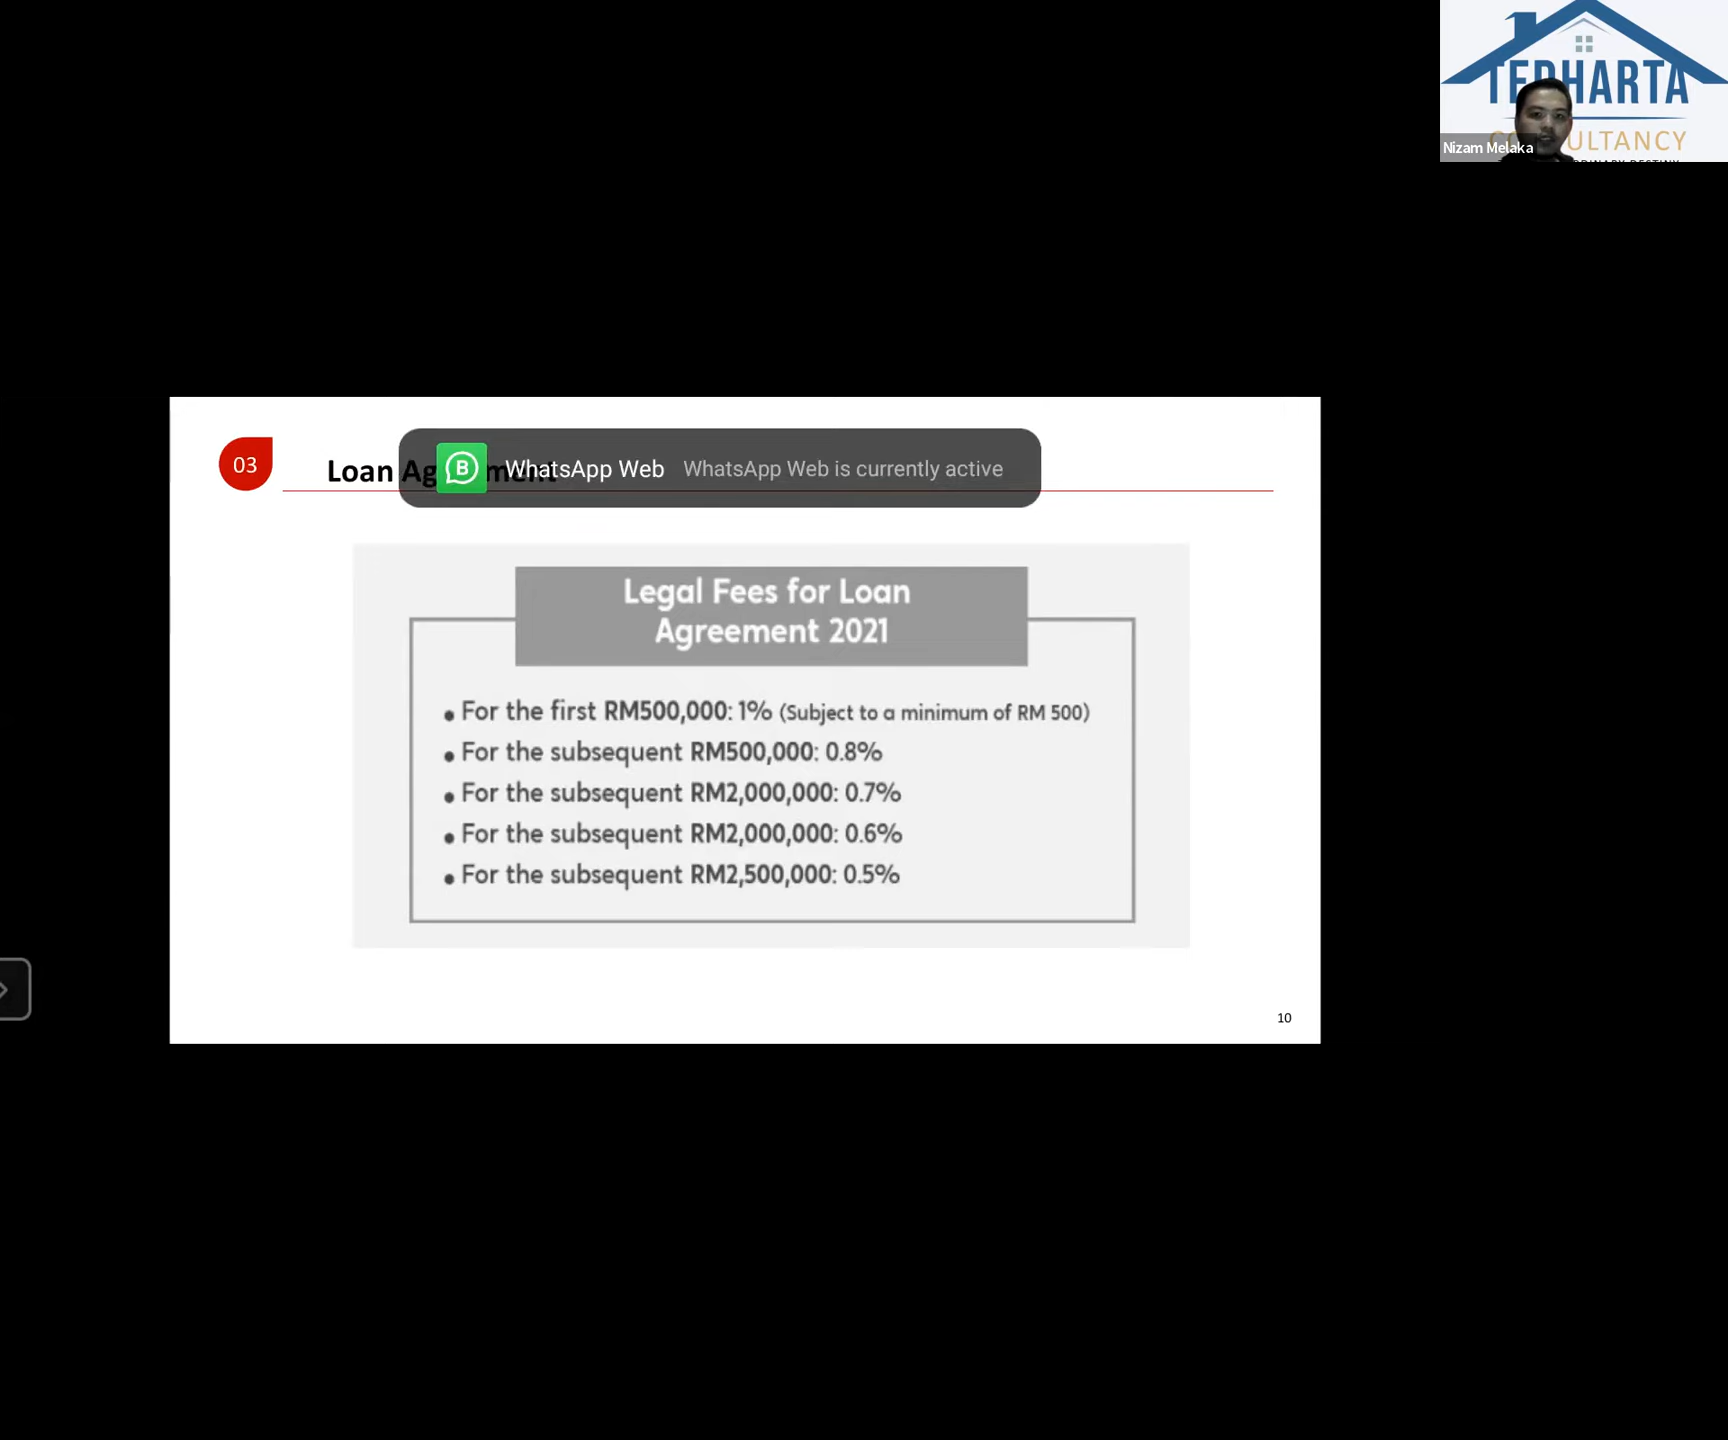 Nizam Melaka
03
Loan
WhatsApp Web WhatsApp Web is currently active
Legal Fees for Loan
Agreement 2021
• For the first RM500,000: 1% (Subject to a minimum of RM 500)
• For the subsequent RM500,000: 0.8%
• For the subsequent RM2,000,000: 0.7%
• For the subsequent RM2,000,000: 0.6%
• For the subsequent RM2,500,000: 0.5%
10